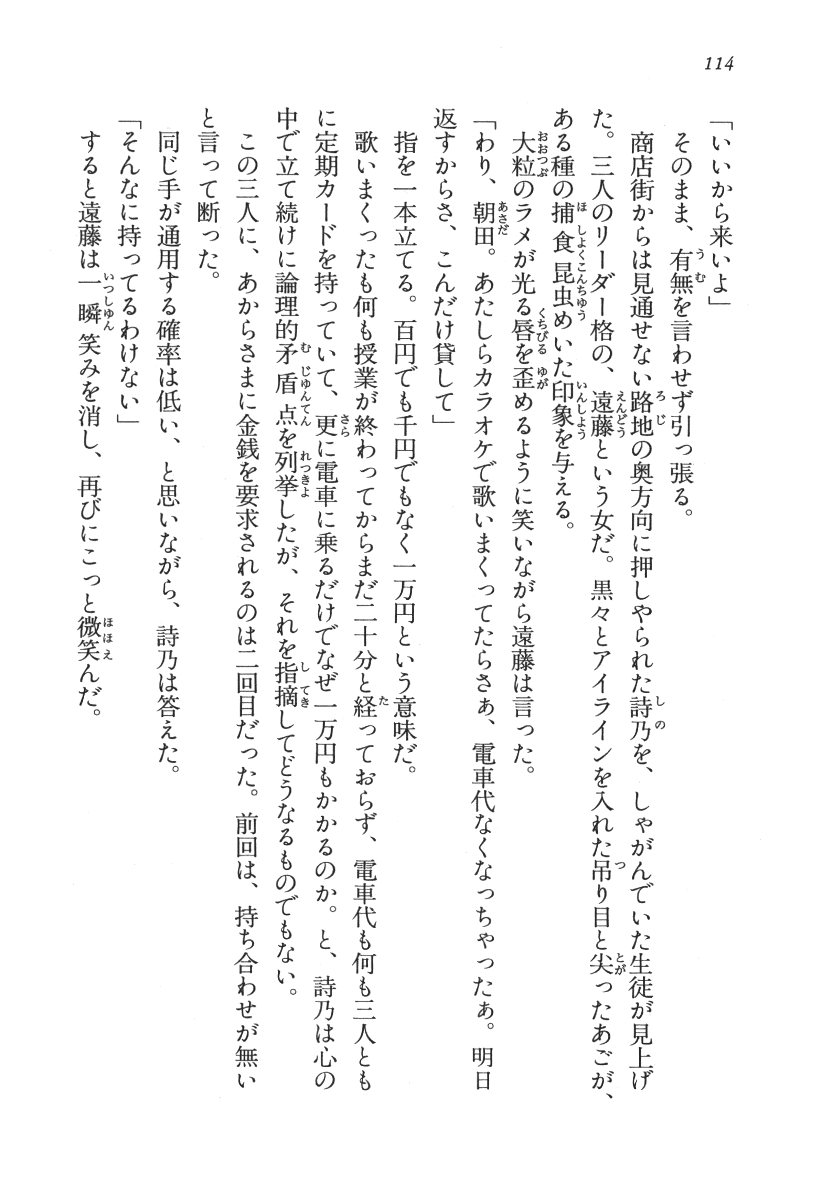 114
「いいから来いよ」
そのまま、有無を言わせず引っ張る。
商店街からは見通せない路地の奥方向に押しやられた詩乃を、しゃがんでいた生徒が見上げ
た。三人のリーダー格の、遠藤という女だ。黒々とアイラインを入れた吊り目と尖ったあごが、
ある種の捕食昆虫めいた印象を与える。
大粒のラメが光る唇を歪めるように笑いながら遠藤は言った。
「わり、朝田。あたしらカラオケで歌いまくってたらさぁ、電車代なくなっちゃったぁ。明日
返すからさ、こんだけ貸して」
指を一本立てる。百円でも千円でもなく一万円という意味だ。
歌いまくったも何も授業が終わってからまだ二十分と経っておらず、電車代も何も三人とも
に定期カードを持っていて、更に電車に乗るだけでなぜ一万円もかかるのか。と、詩乃は心の
中で立て続けに論理的矛盾点を列挙したが、それを指摘してどうなるものでもない。
この三人に、あからさまに金銭を要求されるのは二回目だった。前回は、持ち合わせが無い
と言って断った。
同じ手が通用する確率は低い、と思いながら、詩乃は答えた。
「そんなに持ってるわけない」
すると遠藤は一瞬笑みを消し、再びにこっと微笑んだ。